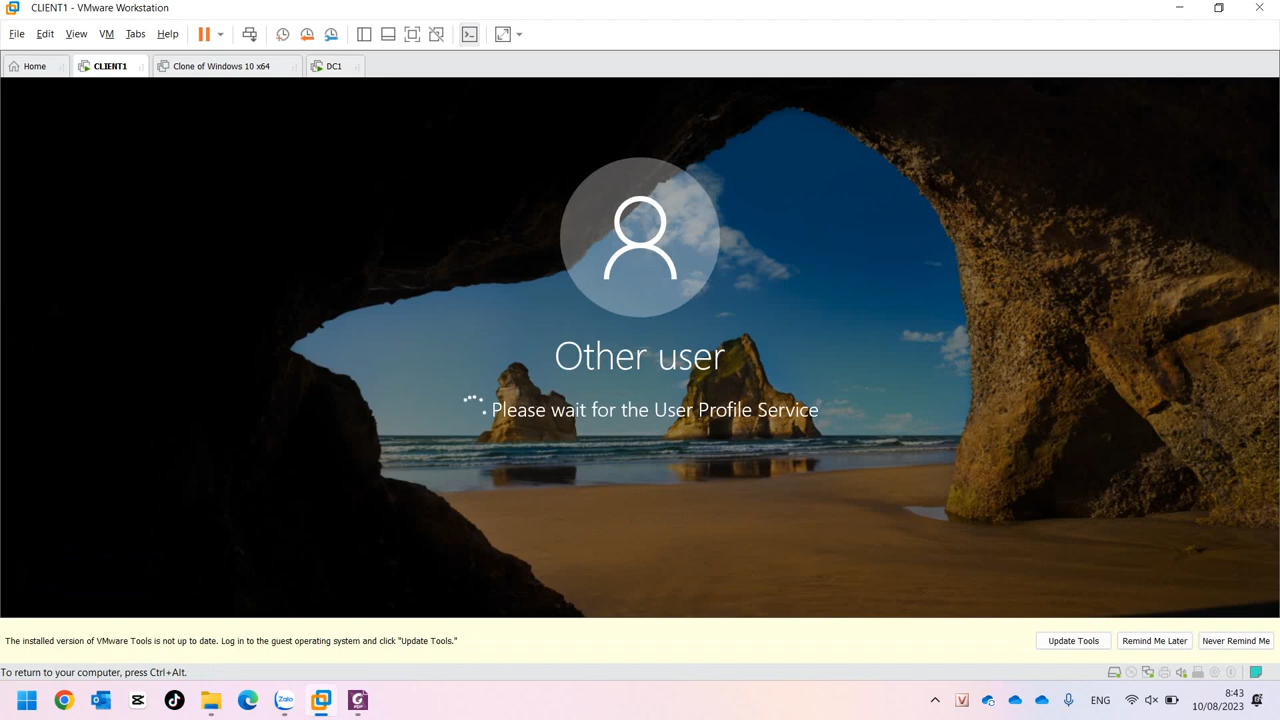 CLIENT1 - VMware Workstation
File Edit View VM Tabs Help
Home CLIENT1 Clone of Windows 10 x64 DC1
Other user
Please wait for the User Profile Service
The installed version of VMware Tools is not up to date. Log in to the guest operating system and click "Update Tools."
Update Tools Remind Me Later Never Remind Me
To return to your computer, press Ctrl+Alt.
Zalo PDF V ENG 8:43
10/08/2023